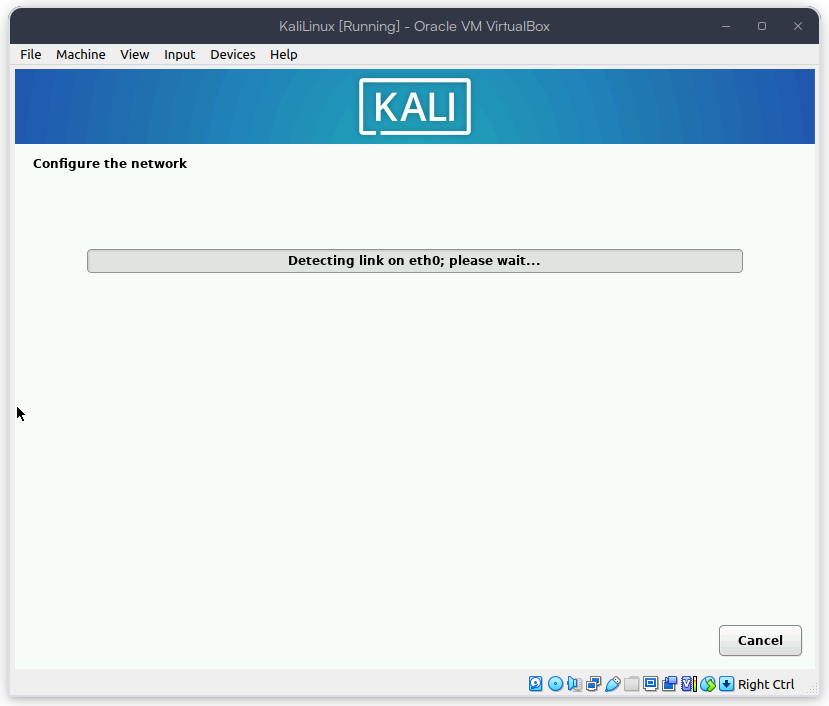 KaliLinux [Running] - Oracle VM VirtualBox
File Machine View Input Devices Help
KALI
Configure the network
Detecting link on eth0; please wait...
Cancel
Right Ctrl